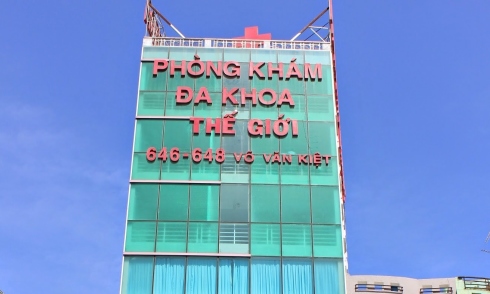 PHÒNG KHÁM
ĐA KHOA
THẾ GIỚI
646-648 VÕ VĂN KIỆT